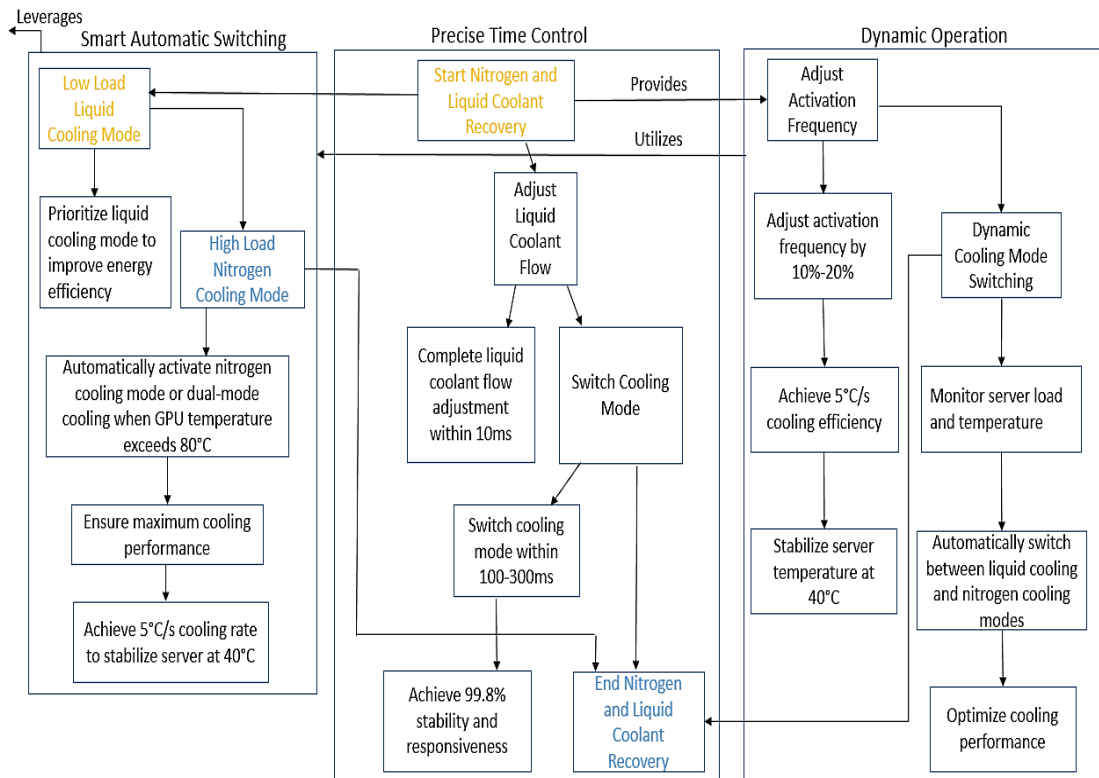 Leverages
Smart Automatic Switching
Low Load
Liquid
Cooling Mode
Prioritize liquid
cooling mode to
improve energy
efficiency
High Load
Nitrogen
Cooling Mode
Automatically activate nitrogen
cooling mode or dual-mode
cooling when GPU temperature
exceeds 80°C
Ensure maximum cooling
performance
Achieve 5°C/s cooling rate
to stabilize server at 40°C
Precise Time Control
Start Nitrogen and
Liquid Coolant
Recovery
Provides
Utilizes
Adjust
Liquid
Coolant
Flow
Complete liquid
coolant flow
adjustment
within 10ms
Switch Cooling
Mode
Switch cooling
mode within
100-300ms
Achieve 99.8%
stability and
responsiveness
End Nitrogen
and Liquid
Coolant
Recovery
Dynamic Operation
Adjust
Activation
Frequency
Adjust activation
frequency by
10%-20%
Achieve 5°C/s
cooling efficiency
Stabilize server
temperature at
40°C
Dynamic
Cooling Mode
Switching
Monitor server
load and
temperature
Automatically switch
between liquid cooling
and nitrogen cooling
modes
Optimize cooling
performance